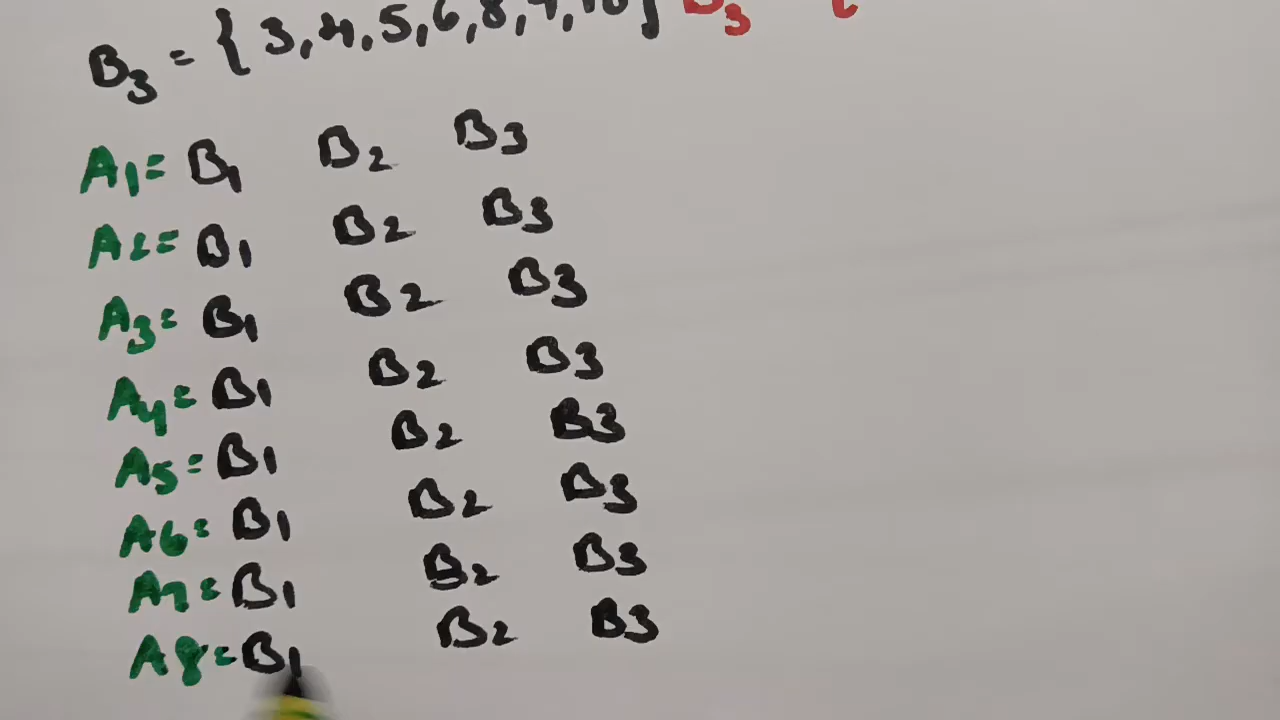 B3 = {3,4,5,6,8,9,10} B3
A1= B1 B2 B3
A2= B1 B2 B3
A3= B1 B2 B3
A4= B1 B2 B3
A5= B1 B2 B3
A6= B1 B2 B3
A7= B1 B2 B3
A8= B1 B2 B3